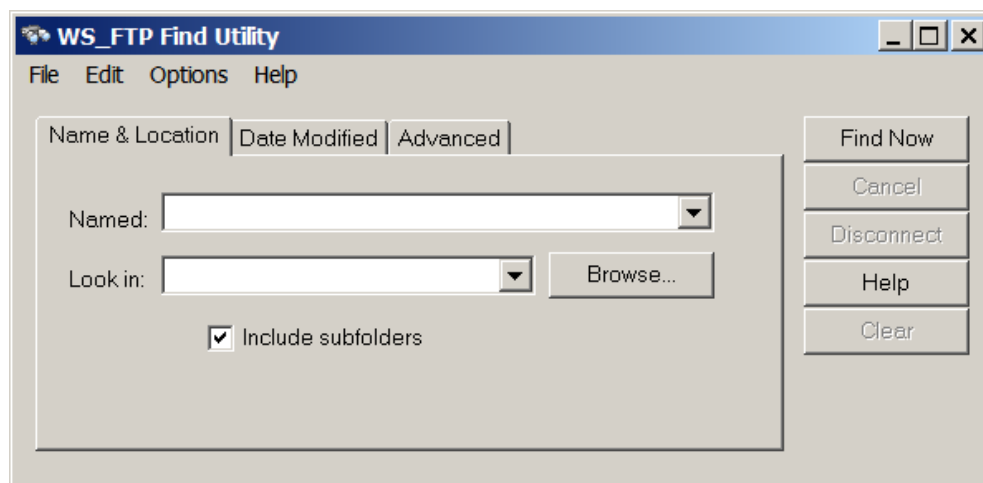 WS_FTP Find Utility
File Edit Options Help
Name & Location Date Modified Advanced
Find Now
Cancel
Named:
Disconnect
Look in: Browse...
Help
Include subfolders
Clear